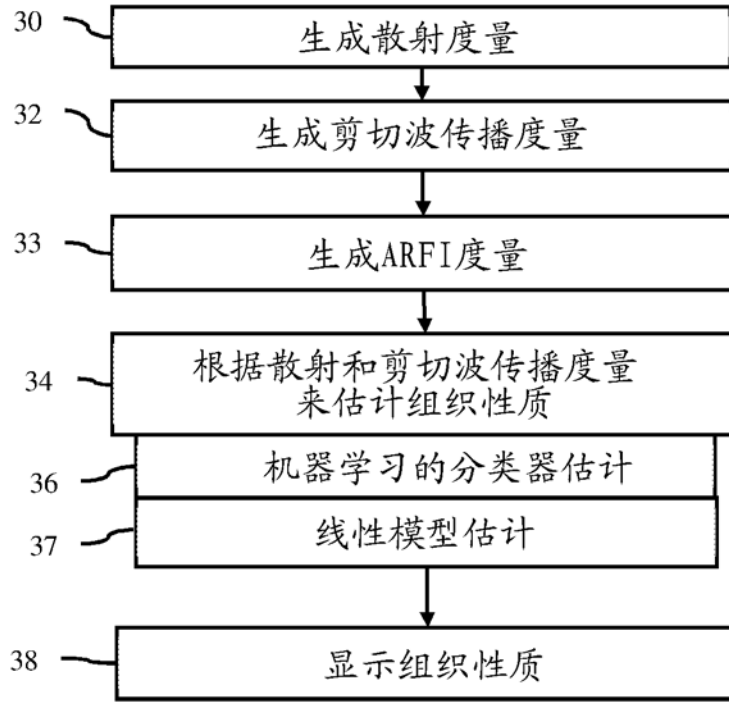 30
生成散射度量
32
生成剪切波传播度量
33
生成ARFI度量
34
根据散射和剪切波传播度量
来估计组织性质
36
机器学习的分类器估计
37
线性模型估计
38
显示组织性质